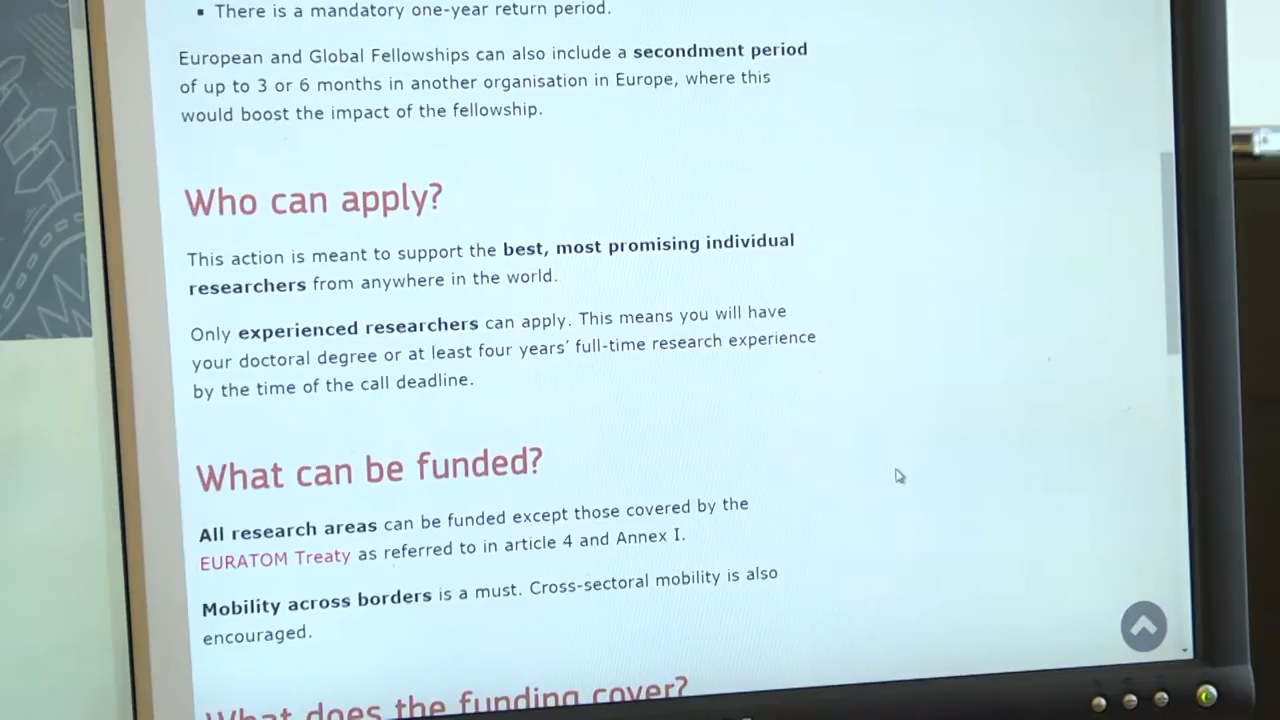 There is a mandatory one-year return period.
European and Global Fellowships can also include a secondment period
of up to 3 or 6 months in another organisation in Europe, where this
would boost the impact of the fellowship.
Who can apply?
This action is meant to support the best, most promising individual
researchers from anywhere in the world.
Only experienced researchers can apply. This means you will have
your doctoral degree or at least four years’ full-time research experience
by the time of the call deadline.
What can be funded?
All research areas can be funded except those covered by the
EURATOM Treaty as referred to in article 4 and Annex I.
Mobility across borders is a must. Cross-sectoral mobility is also
encouraged.
What does the funding cover?